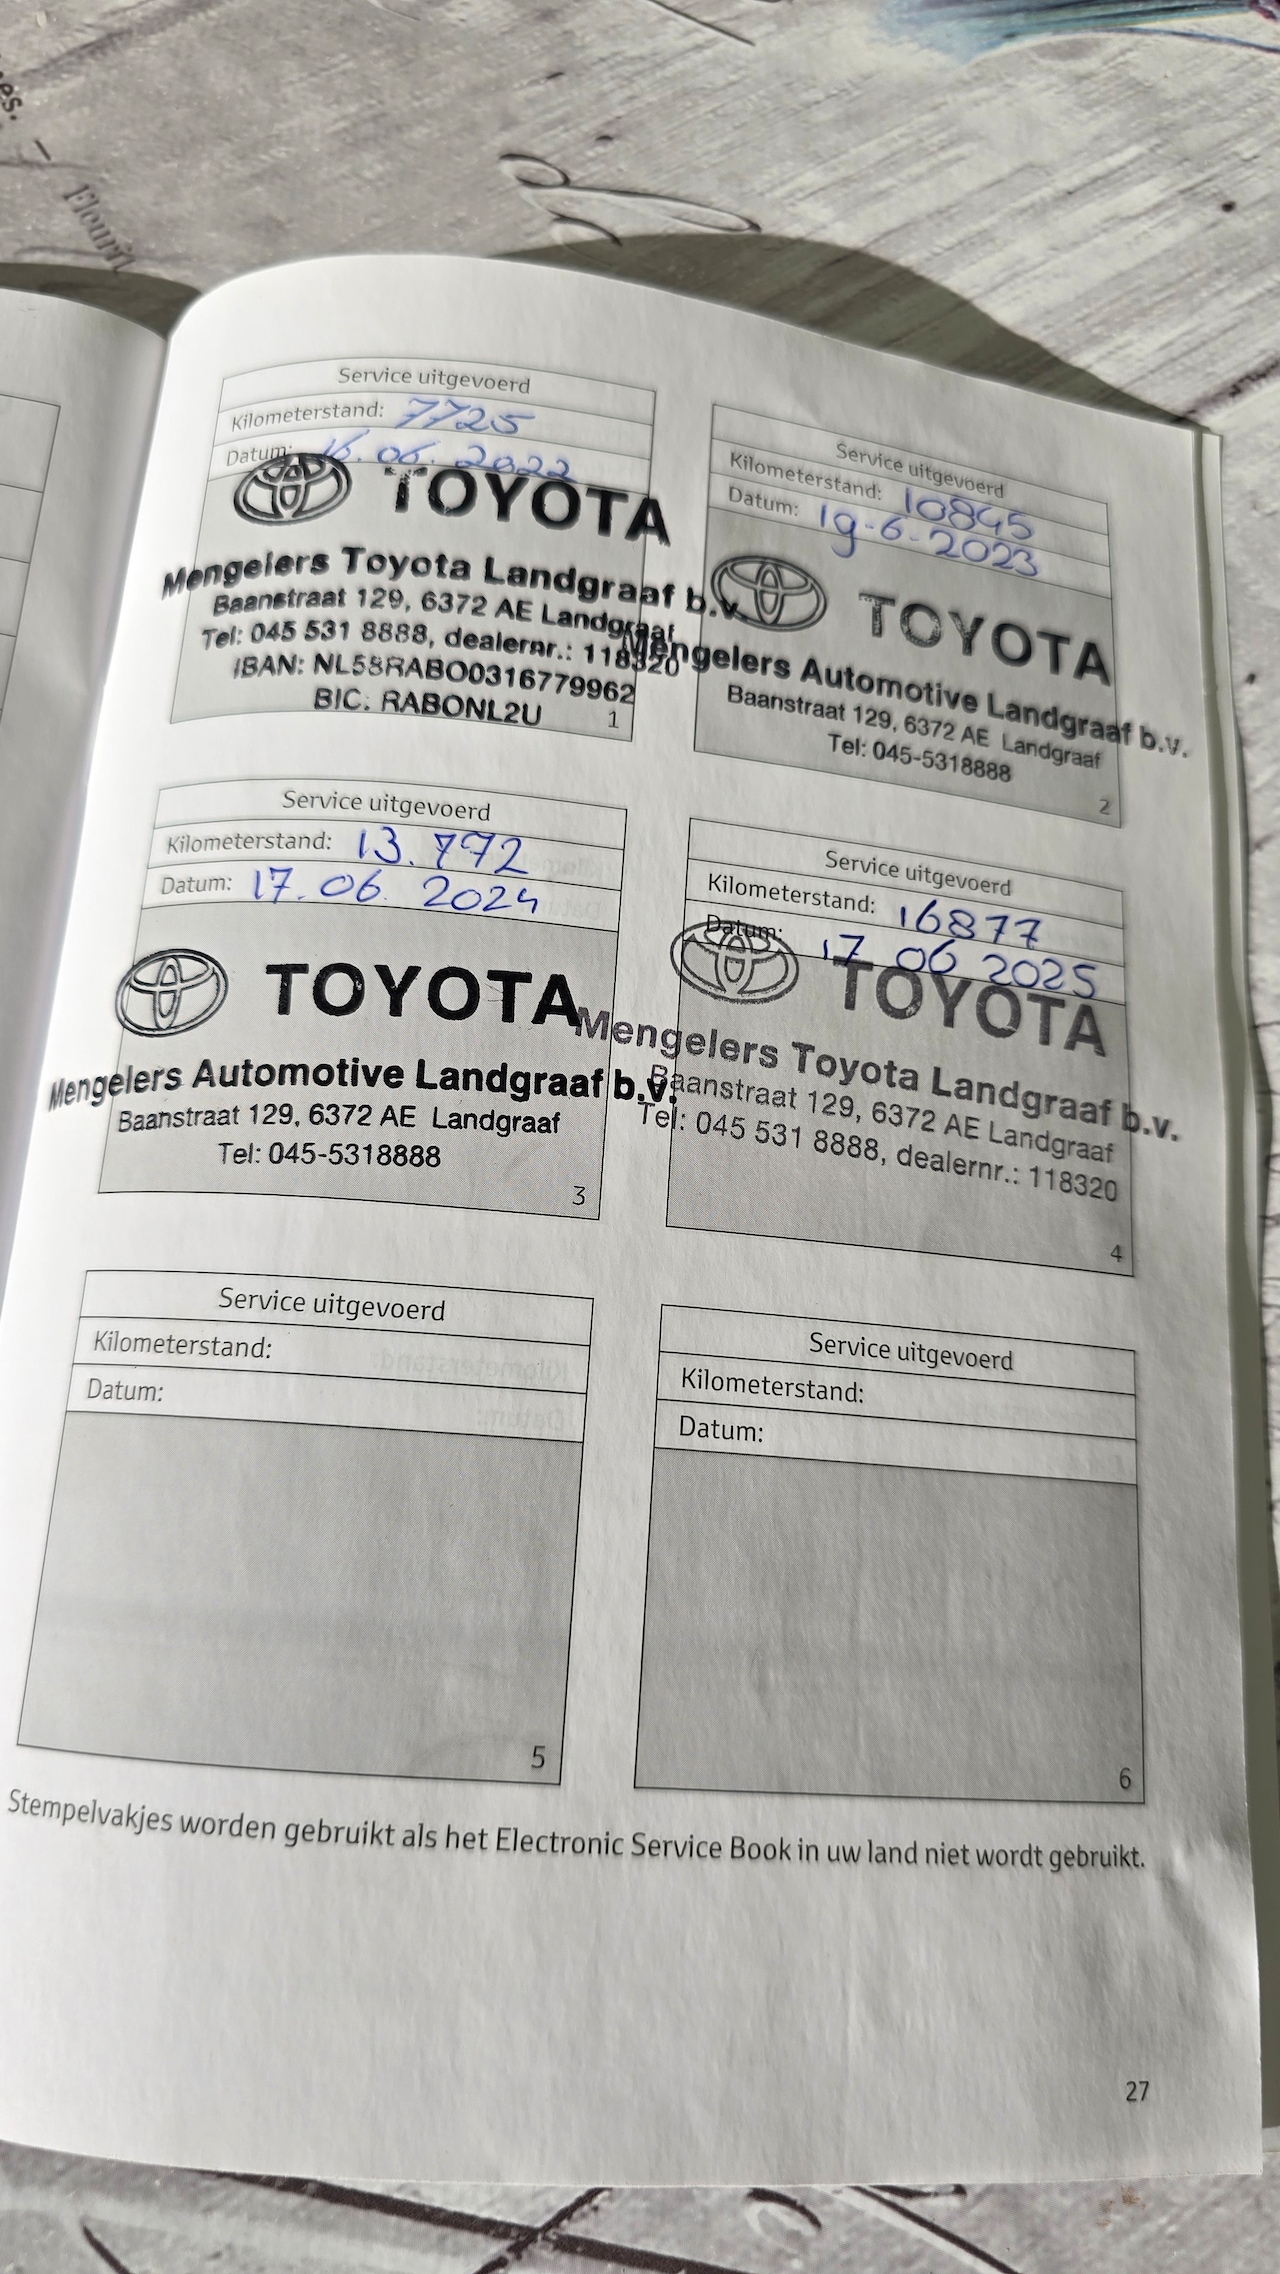 es.
Fleuri
Service uitgevoerd
Kilometerstand: 7725
Datum: 16.06.2022
TOYOTA
Mengelers Toyota Landgraaf b.v.
Baanstraat 129, 6372 AE Landgraaf
Tel: 045 531 8888, dealernr.: 118320
IBAN: NL58RABO0316779962
BIC: RABONL2U
1
Service uitgevoerd
Kilometerstand: 10845
Datum: 19-6-2023
TOYOTA
Mengelers Automotive Landgraaf b.v.
Baanstraat 129, 6372 AE Landgraaf
Tel: 045-5318888
2
Service uitgevoerd
Kilometerstand: 13.772
Datum: 17.06.2024
TOYOTA
Mengelers Automotive Landgraaf b.v.
Baanstraat 129, 6372 AE Landgraaf
Tel: 045-5318888
3
Service uitgevoerd
Kilometerstand: 16877
Datum: 17 06 2025
TOYOTA
Mengelers Toyota Landgraaf b.v.
Baanstraat 129, 6372 AE Landgraaf
Tel: 045 531 8888, dealernr.: 118320
4
Service uitgevoerd
Kilometerstand:
Datum:
5
Service uitgevoerd
Kilometerstand:
Datum:
6
Stempelvakjes worden gebruikt als het Electronic Service Book in uw land niet wordt gebruikt.
27